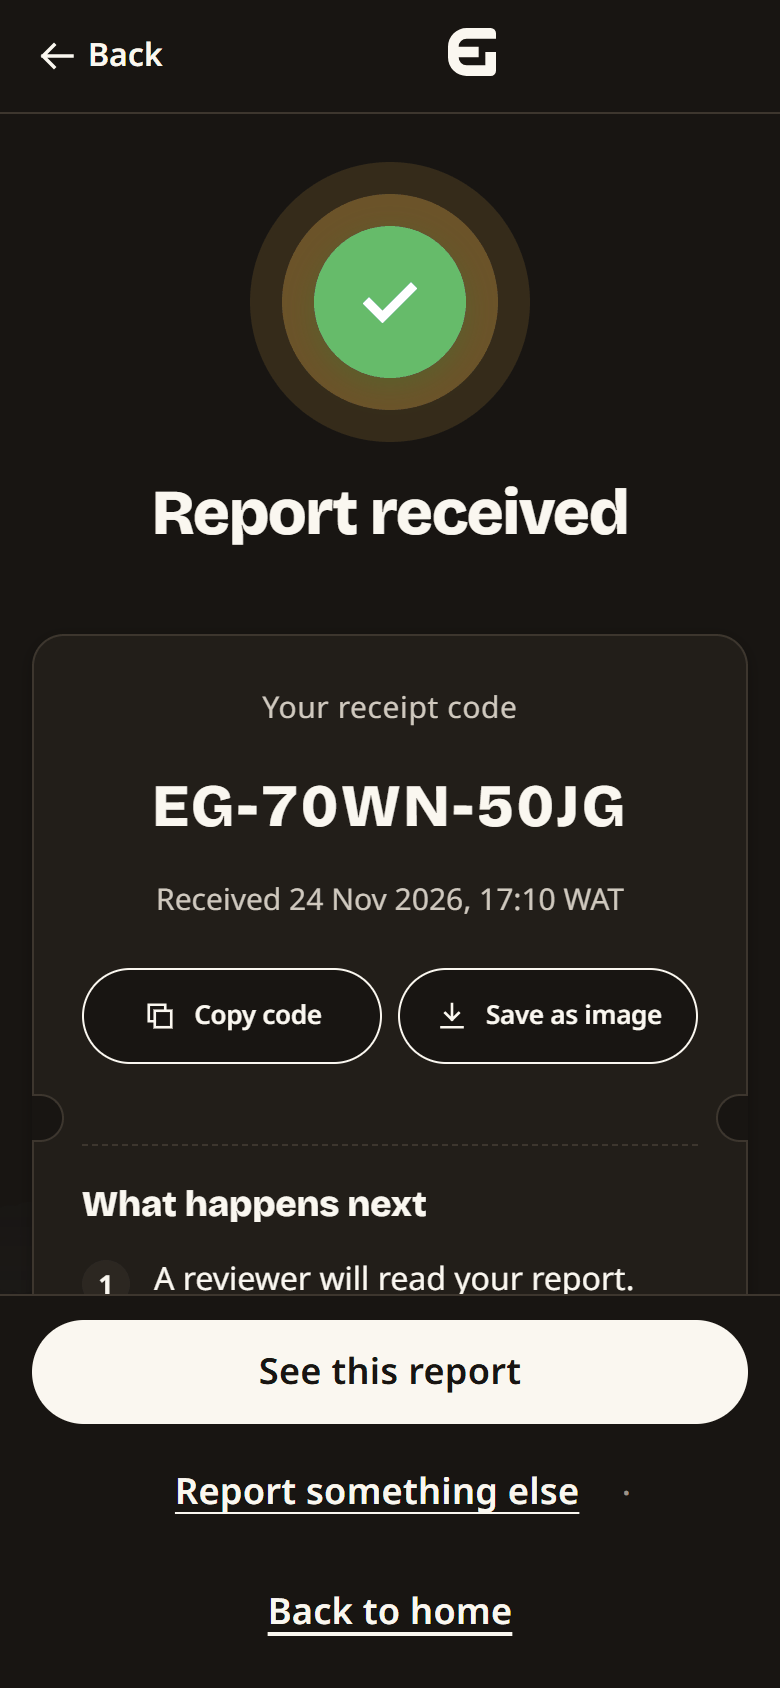 Back
Report received
Your receipt code
EG-70WN-50JG
Received 24 Nov 2026, 17:10 WAT
Copy code
Save as image
What happens next
1 A reviewer will read your report.
See this report
Report something else ·
Back to home